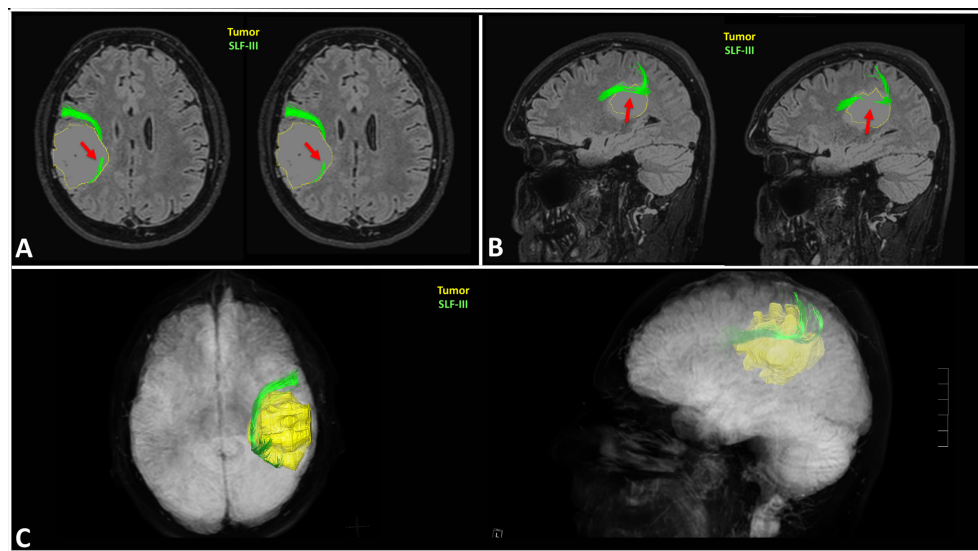 Tumor
SLF-III
A
Tumor
SLF-III
B
Tumor
SLF-III
C
L